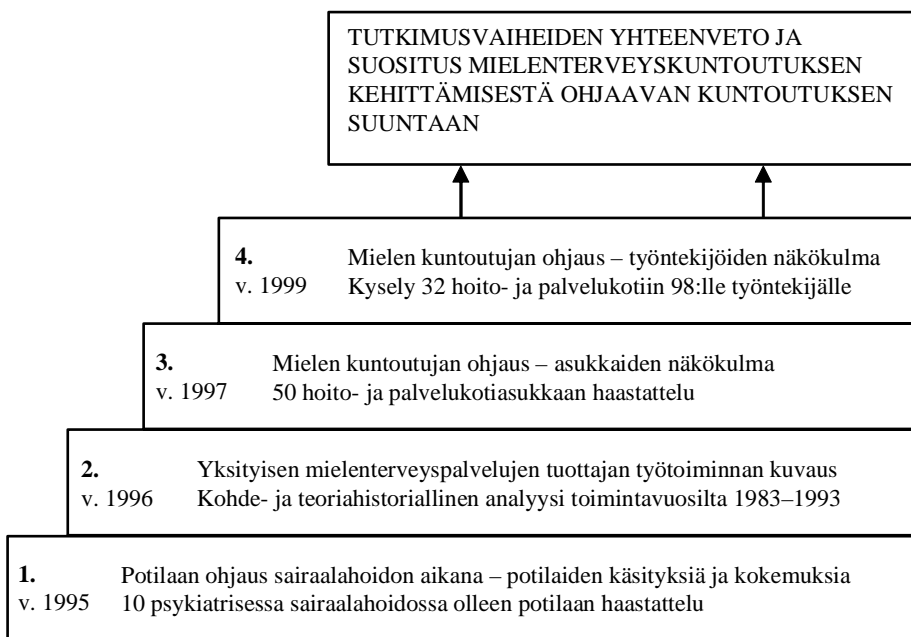 TUTKIMUSVAIHEIDEN YHTEENVETO JA
SUOSITUS MIELENTERVEYSKUNTOUTUKSEN
KEHITTÄMISESTÄ OHJAAVAN KUNTOUTUKSEN
SUUNTAAN
4. Mielen kuntoutujan ohjaus – työntekijöiden näkökulma
v. 1999 Kysely 32 hoito- ja palvelukotiin 98:lle työntekijälle
3. Mielen kuntoutujan ohjaus – asukkaiden näkökulma
v. 1997 50 hoito- ja palvelukotiasukkaan haastattelu
2. Yksityisen mielenterveyspalvelujen tuottajan työtoiminnan kuvaus
v. 1996 Kohde- ja teoriahistoriallinen analyysi toimintavuosilta 1983–1993
1. Potilaan ohjaus sairaalahoidon aikana – potilaiden käsityksiä ja kokemuksia
v. 1995 10 psykiatrisessa sairaalahoidossa olleen potilaan haastattelu